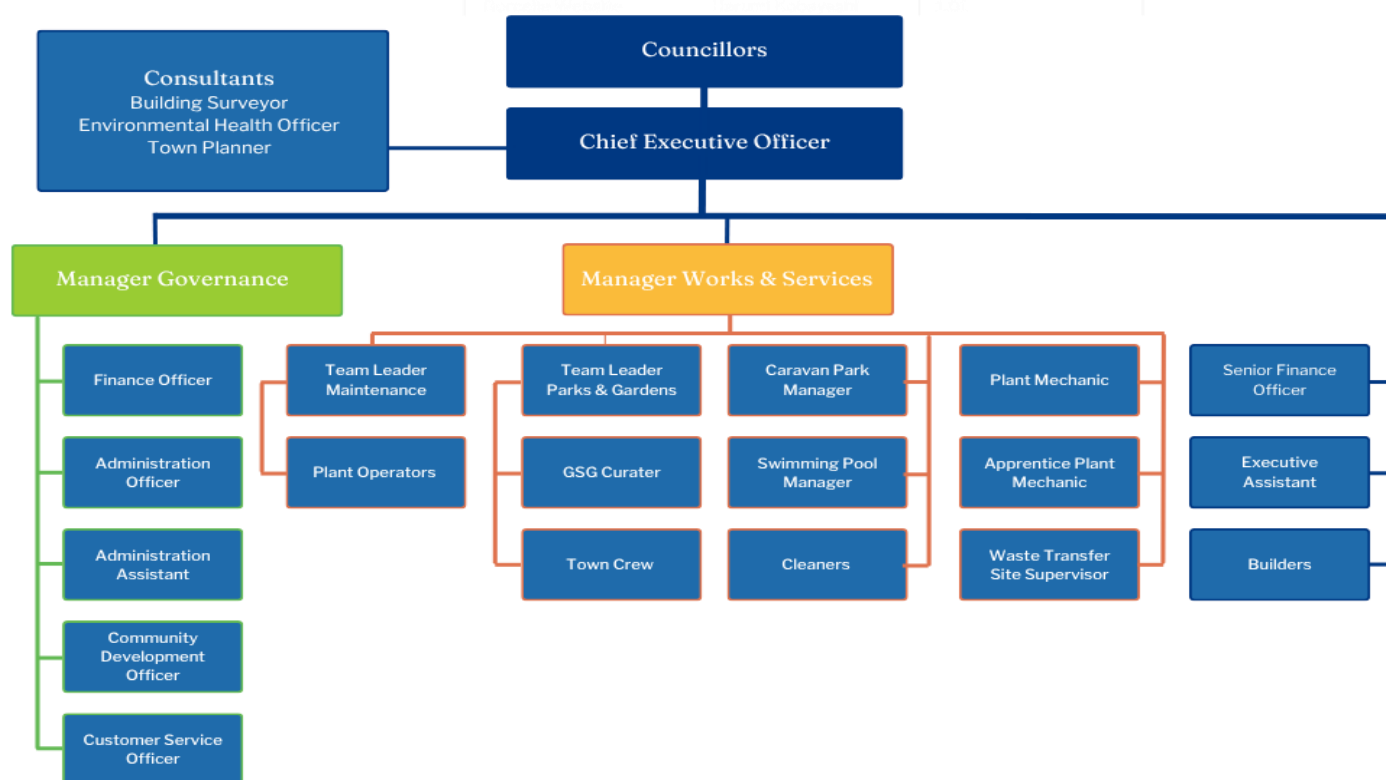 Councillors
Consultants
Building Surveyor
Environmental Health Officer
Town Planner
Chief Executive Officer
Manager Governance
Manager Works & Services
Finance Officer
Team Leader
Maintenance
Team Leader
Parks & Gardens
Caravan Park
Manager
Plant Mechanic
Senior Finance
Officer
Administration
Officer
Plant Operators
GSG Curater
Swimming Pool
Manager
Apprentice Plant
Mechanic
Executive
Assistant
Administration
Assistant
Town Crew
Cleaners
Waste Transfer
Site Supervisor
Builders
Community
Development
Officer
Customer Service
Officer